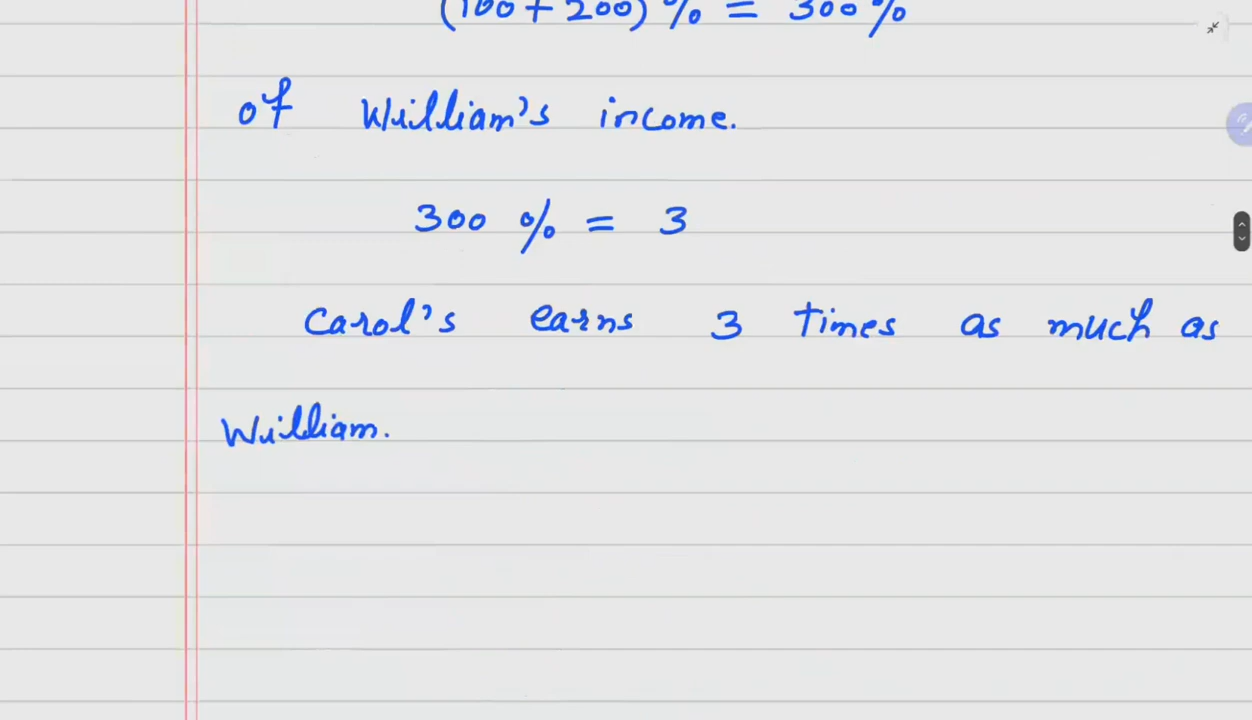 (100 + 200) % = 300%
of William's income.
300 % = 3
Carol's earns 3 times as much as
William.